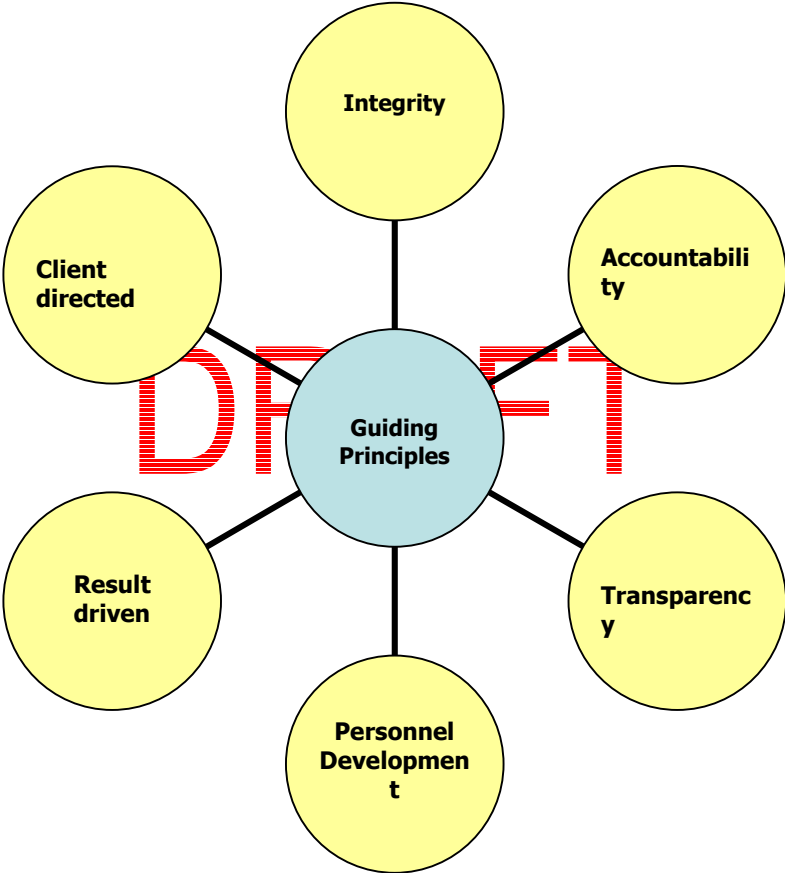 Integrity
Client
directed
Accountabili
ty
Guiding
Principles
Result
driven
Transparenc
y
Personnel
Developmen
t